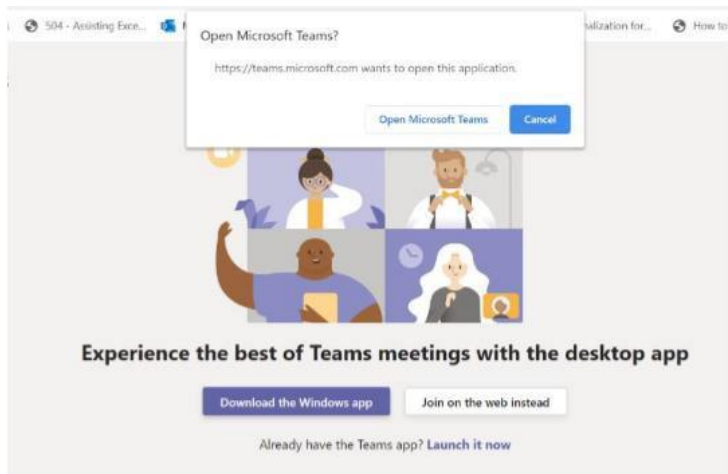 504 - Assisting Exce...
alization for...
How to
Open Microsoft Teams?
https://teams.microsoft.com wants to open this application.
Open Microsoft Teams
Cancel
Experience the best of Teams meetings with the desktop app
Download the Windows app
Join on the web instead
Already have the Teams app? Launch it now